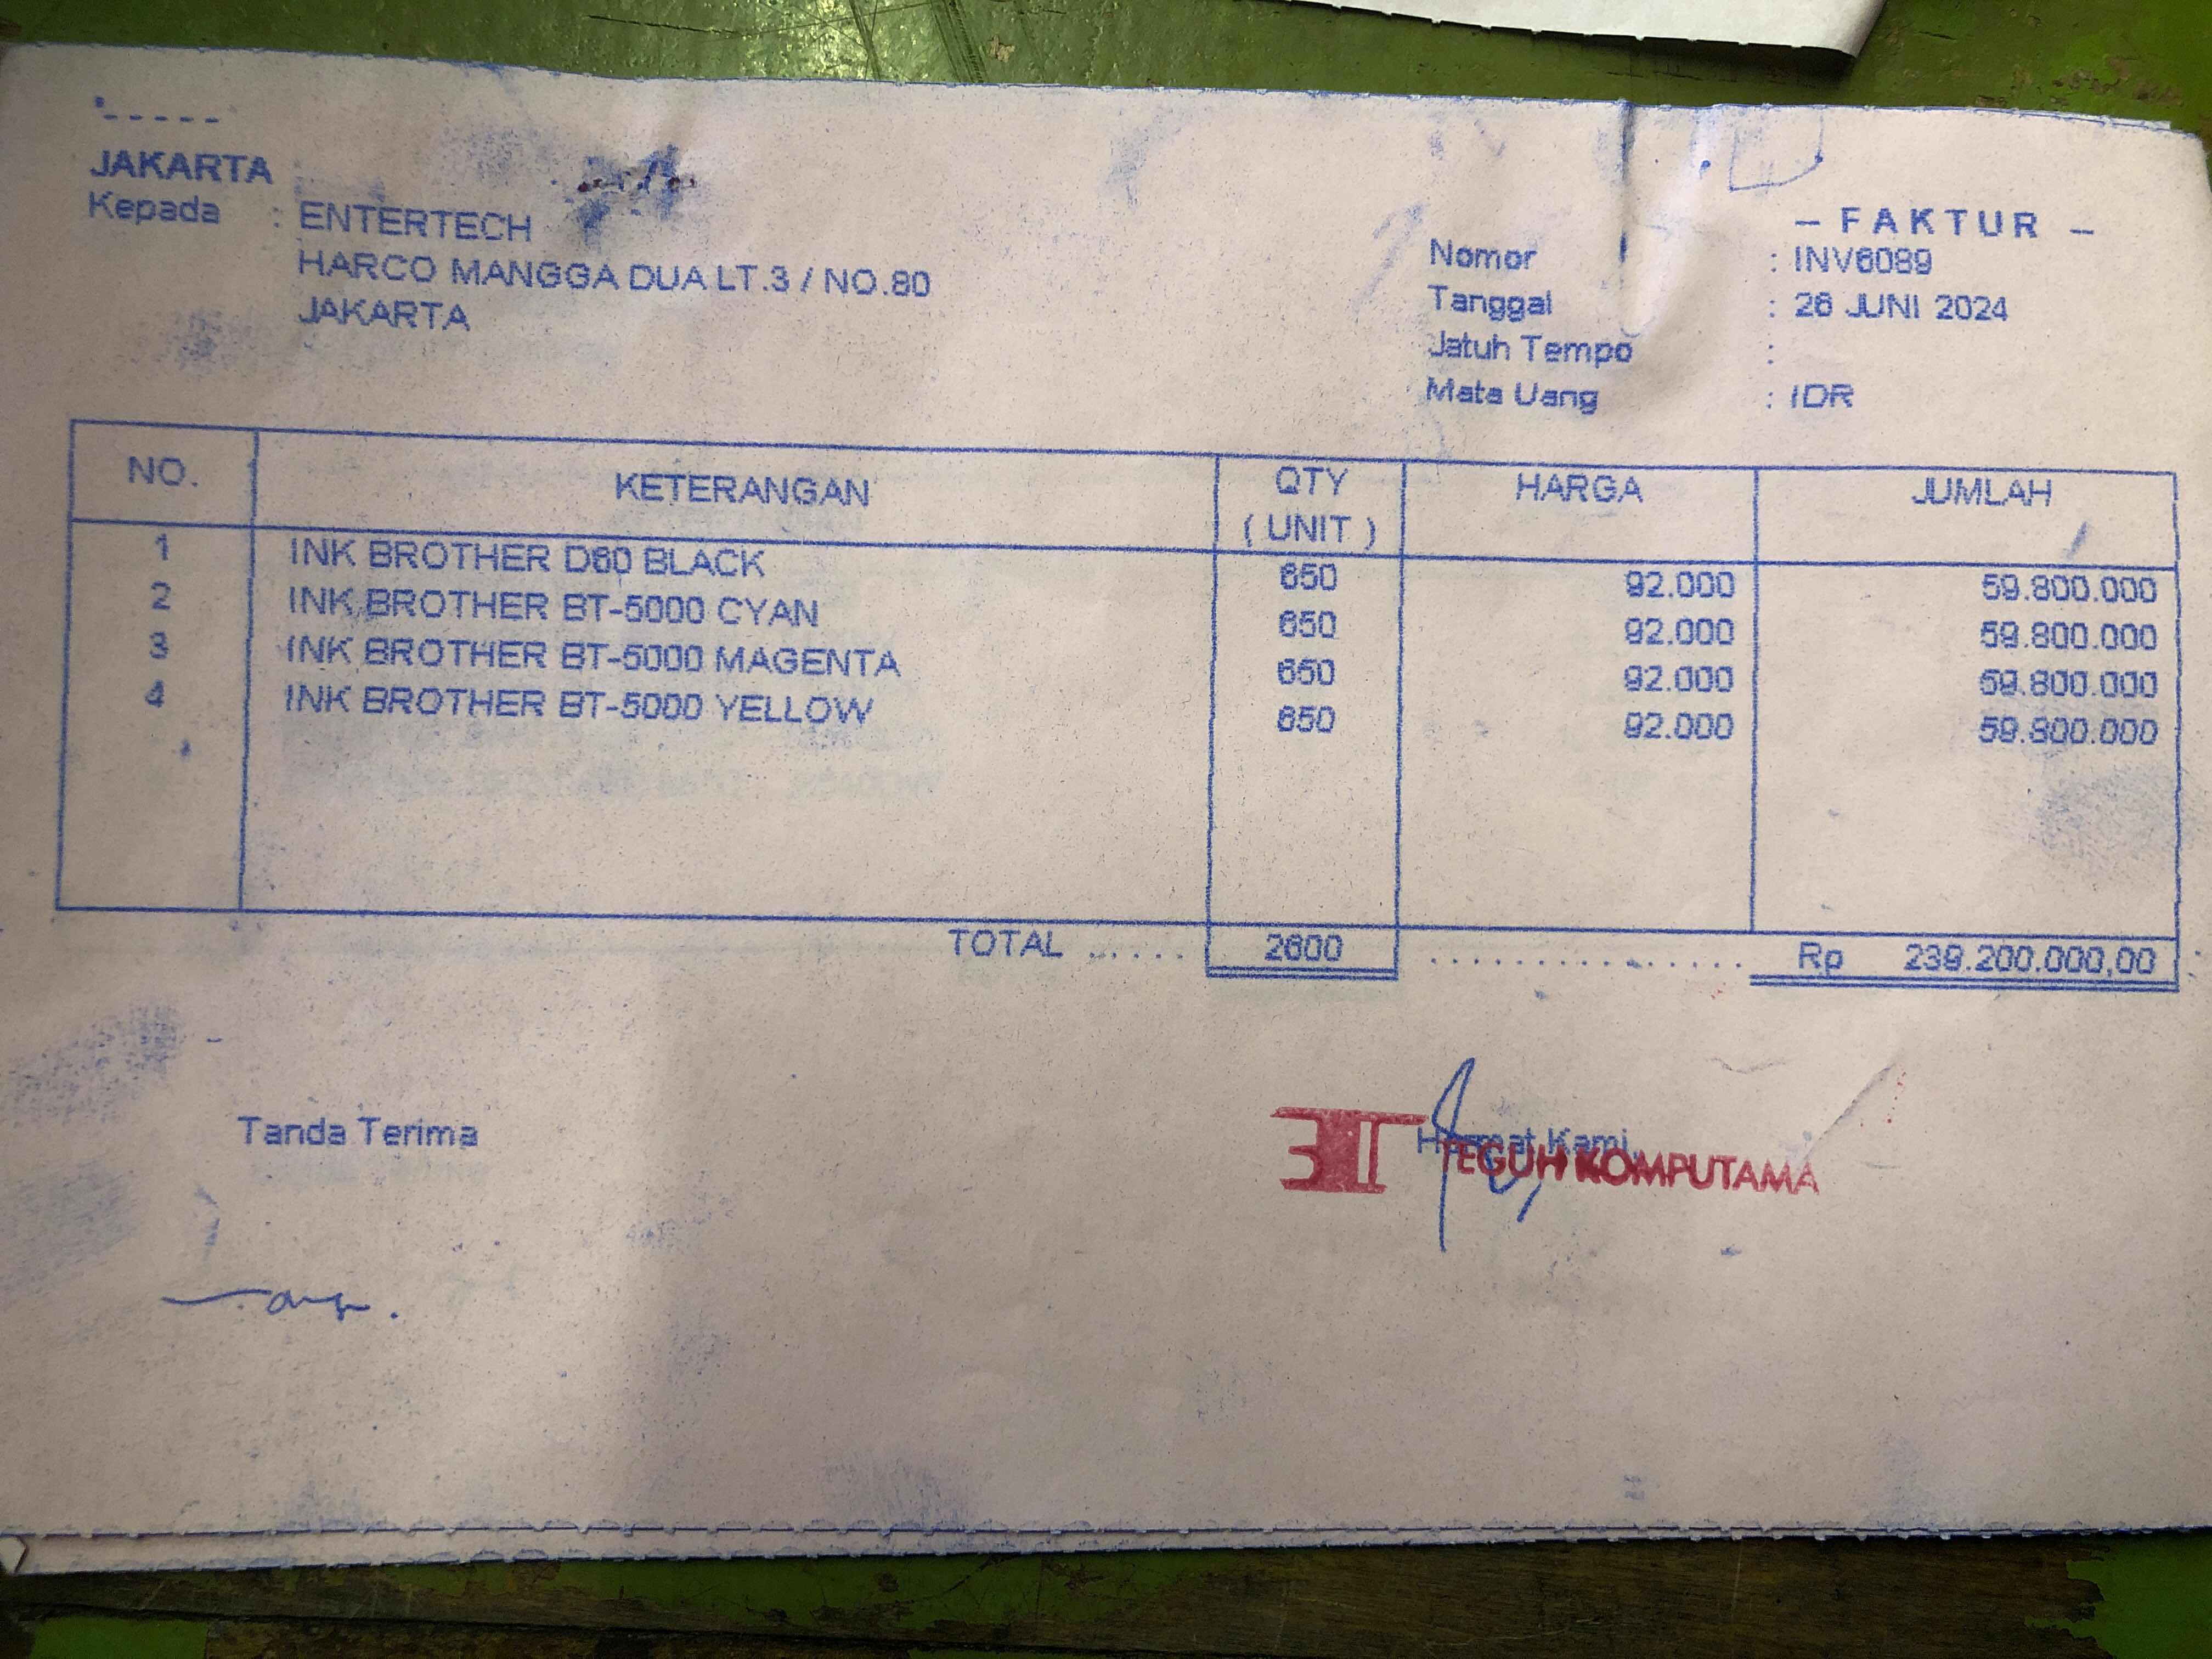 JAKARTA
Kepada : ENTERTECH
HARCO MANGGA DUA LT.3 / NO.80
JAKARTA
– FAKTUR –
Nomor : INV6089
Tanggal : 26 JUNI 2024
Jatuh Tempo :
Mata Uang : IDR
NO. KETERANGAN QTY ( UNIT ) HARGA JUMLAH
1 INK BROTHER D60 BLACK 650 92.000 59.800.000
2 INK BROTHER BT-5000 CYAN 650 92.000 59.800.000
3 INK BROTHER BT-5000 MAGENTA 650 92.000 59.800.000
4 INK BROTHER BT-5000 YELLOW 650 92.000 59.800.000
TOTAL ...... 2600 .............. Rp 239.200.000,00
Tanda Terima
Hormat Kami,
TEGUH KOMPUTAMA